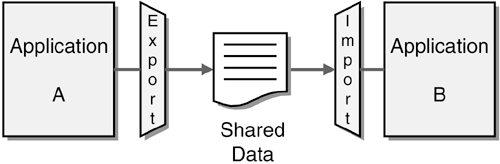 Application
A
Export
Shared
Data
Import
Application
B